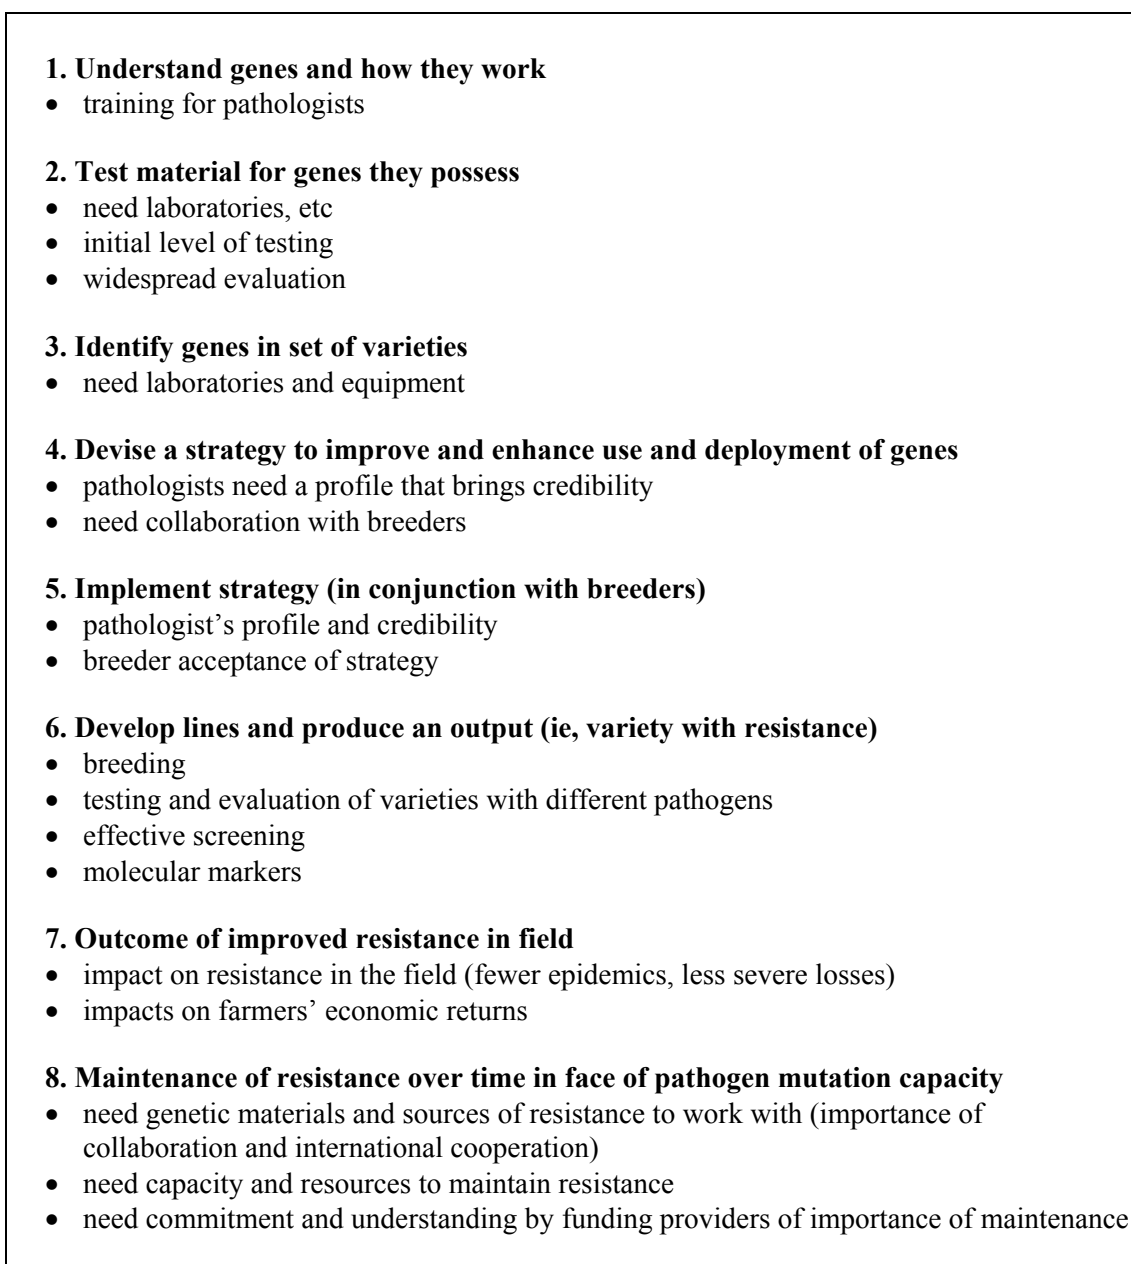 1. Understand genes and how they work
• training for pathologists
2. Test material for genes they possess
• need laboratories, etc
• initial level of testing
• widespread evaluation
3. Identify genes in set of varieties
• need laboratories and equipment
4. Devise a strategy to improve and enhance use and deployment of genes
• pathologists need a profile that brings credibility
• need collaboration with breeders
5. Implement strategy (in conjunction with breeders)
• pathologist’s profile and credibility
• breeder acceptance of strategy
6. Develop lines and produce an output (ie, variety with resistance)
• breeding
• testing and evaluation of varieties with different pathogens
• effective screening
• molecular markers
7. Outcome of improved resistance in field
• impact on resistance in the field (fewer epidemics, less severe losses)
• impacts on farmers’ economic returns
8. Maintenance of resistance over time in face of pathogen mutation capacity
• need genetic materials and sources of resistance to work with (importance of
collaboration and international cooperation)
• need capacity and resources to maintain resistance
• need commitment and understanding by funding providers of importance of maintenance